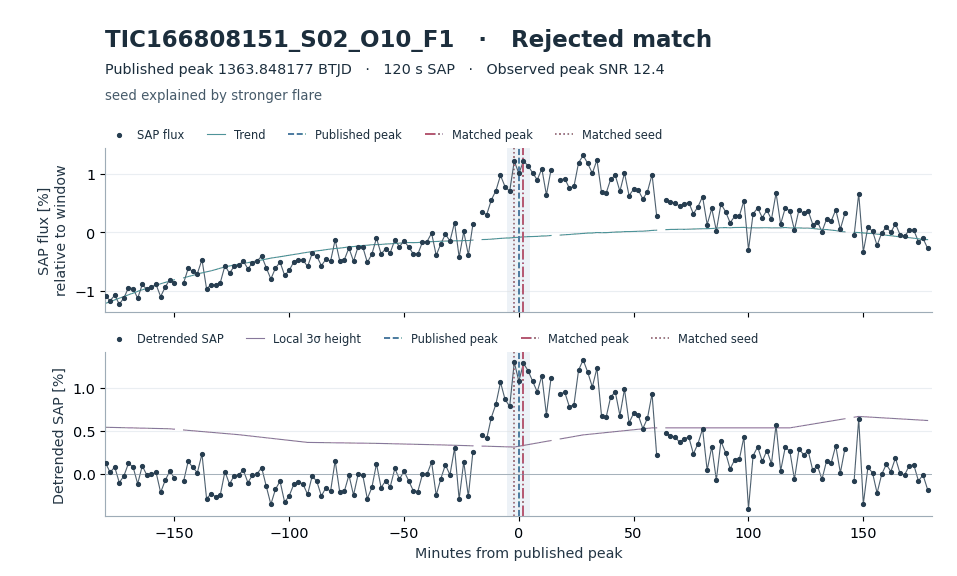 TIC166808151_S02_O10_F1 · Rejected match
Published peak 1363.848177 BTJD · 120 s SAP · Observed peak SNR 12.4
seed explained by stronger flare
SAP flux Trend Published peak Matched peak Matched seed
SAP flux [%]
relative to window
1
0
−1
Detrended SAP Local 3σ height Published peak Matched peak Matched seed
Detrended SAP [%]
1.0
0.5
0.0
−150 −100 −50 0 50 100 150
Minutes from published peak